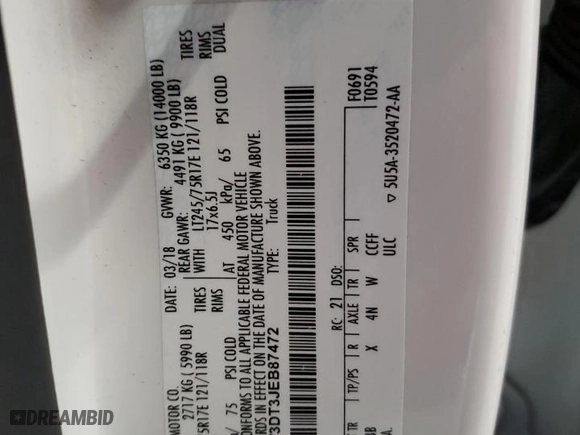 MOTOR CO.
DATE: 03/18 GVWR: 6350 KG (14000 LB)
2717 KG ( 5990 LB) REAR GAWR: 4491 KG ( 9900 LB)
75R17E 121/118R TIRES WITH LT245/75R17E 121/118R TIRES
RIMS 17x6.5J RIMS
75 PSI COLD AT 450 kPa/ 65 PSI COLD DUAL
CONFORMS TO ALL APPLICABLE FEDERAL MOTOR VEHICLE
IN EFFECT ON THE DATE OF MANUFACTURE SHOWN ABOVE.
3DT3JEB87472 TYPE: Truck
F0691
RC: 21 DSO: T0594
TR TP/PS R AXLE TR SPR
BB X 4N W CCFF
ULC ▽ 5U5A-3520472-AA
DREAMBID